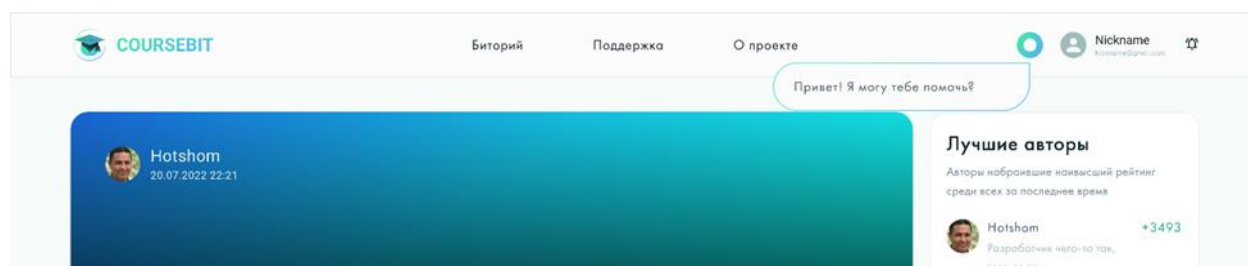 COURSEBIT
Биторий
Поддержка
О проекте
Nickname
Привет! Я могу тебе помочь?
Hotshom
20.07.2022 22:21
Лучшие авторы
Авторы набравшие наивысший рейтинг
среди всех за последнее время
Hotshom
+3493
Разработчик чего-то так,